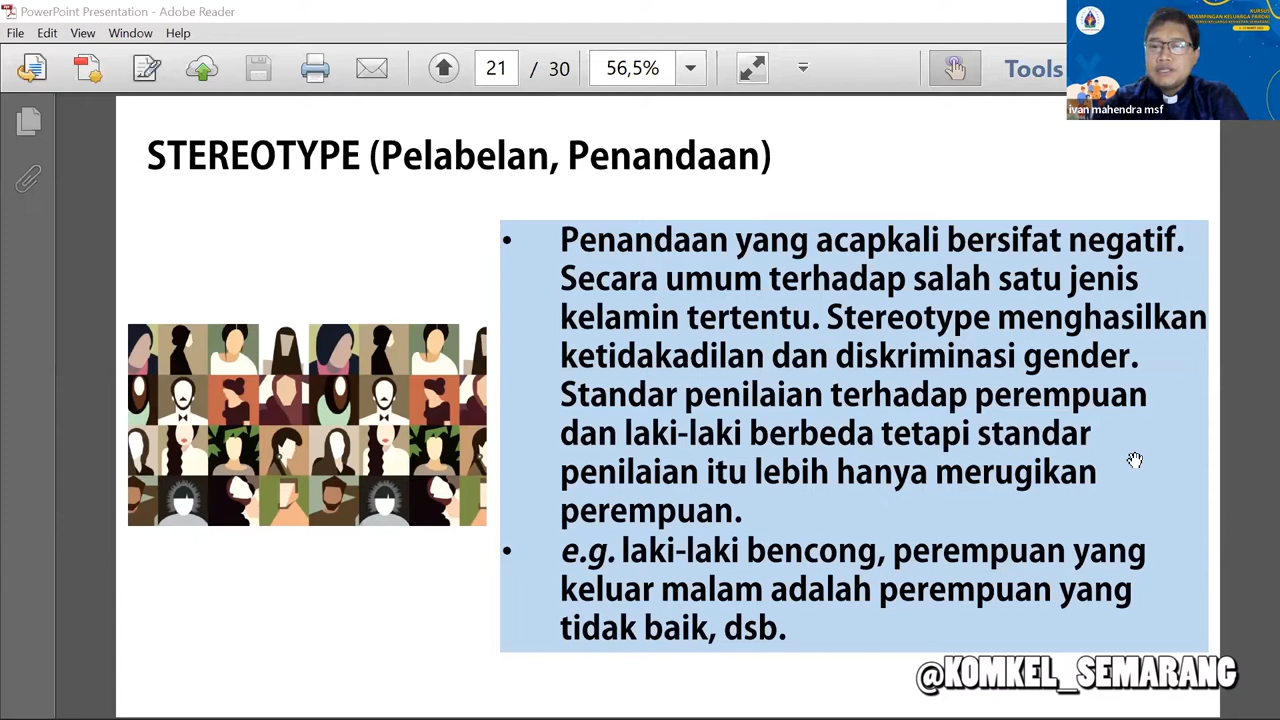 PowerPoint Presentation - Adobe Reader
File Edit View Window Help
21 / 30 56,5% Tools
KURSUS
ivan mahendra msf
STEREOTYPE (Pelabelan, Penandaan)
• Penandaan yang acapkali bersifat negatif.
Secara umum terhadap salah satu jenis
kelamin tertentu. Stereotype menghasilkan
ketidakadilan dan diskriminasi gender.
Standar penilaian terhadap perempuan
dan laki-laki berbeda tetapi standar
penilaian itu lebih hanya merugikan
perempuan.
• e.g. laki-laki bencong, perempuan yang
keluar malam adalah perempuan yang
tidak baik, dsb.
@KOMKEL_SEMARANG